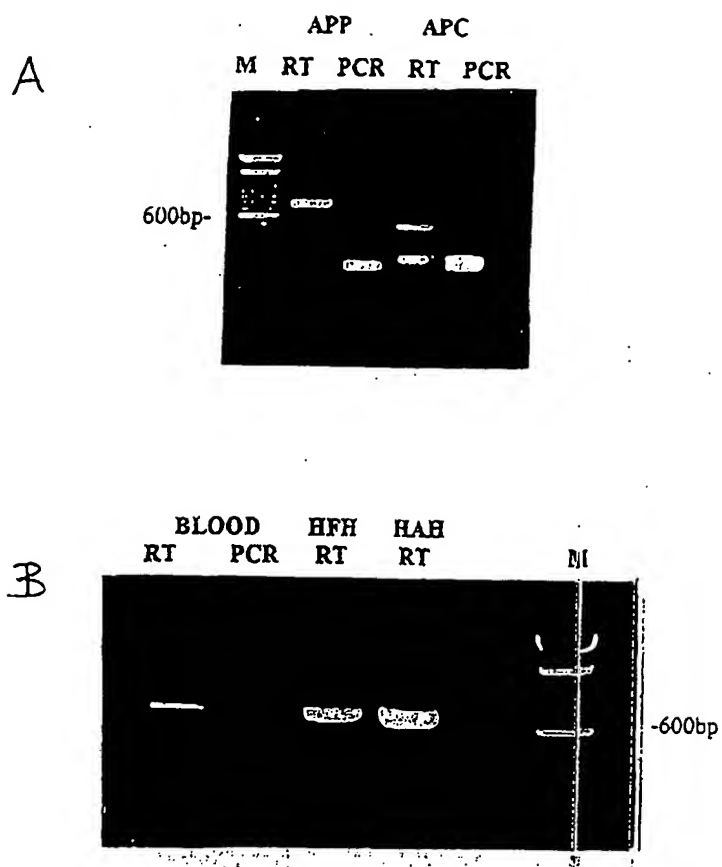 A
APP APC
M RT PCR RT PCR
600bp-
B
BLOOD HFH HAH
RT PCR RT RT M
-600bp